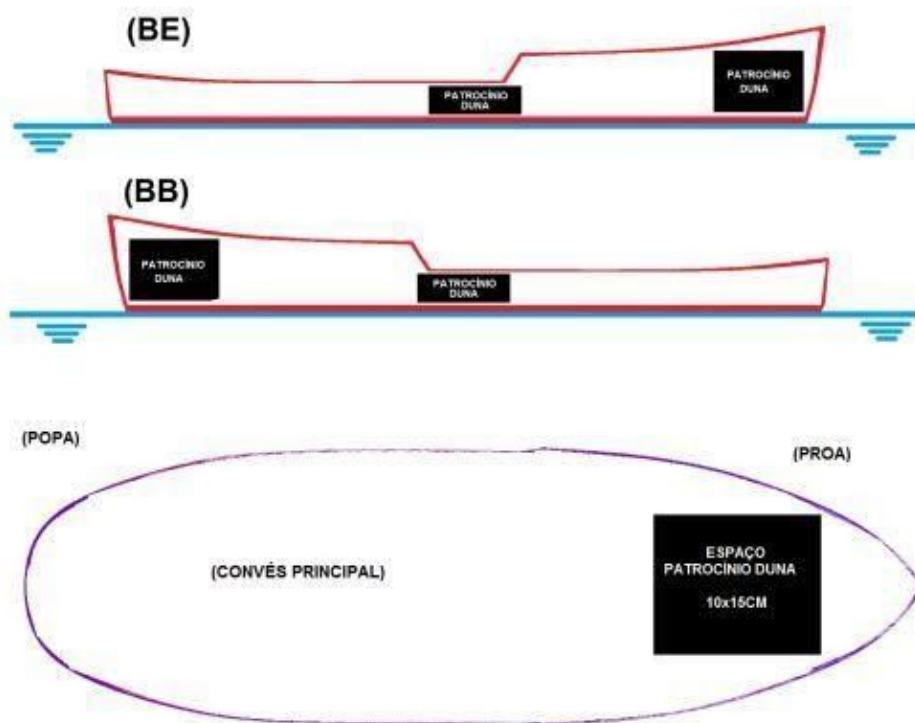 (BE)
PATROCÍNIO
DUNA
PATROCÍNIO
DUNA
(BB)
PATROCÍNIO
DUNA
PATROCÍNIO
DUNA
(POPA)
(PROA)
(CONVÉS PRINCIPAL)
ESPAÇO
PATROCÍNIO DUNA
10x15CM